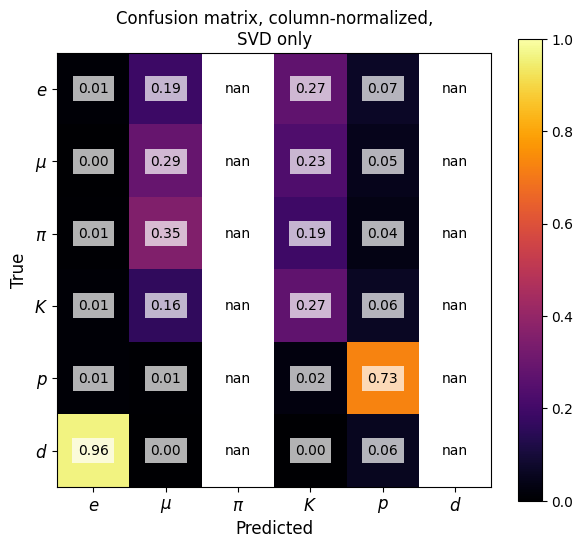 Confusion matrix, column-normalized,
SVD only
True
e 0.01 0.19 nan 0.27 0.07 nan
μ 0.00 0.29 nan 0.23 0.05 nan
π 0.01 0.35 nan 0.19 0.04 nan
K 0.01 0.16 nan 0.27 0.06 nan
p 0.01 0.01 nan 0.02 0.73 nan
d 0.96 0.00 nan 0.00 0.06 nan
e μ π K p d
Predicted
1.0
0.8
0.6
0.4
0.2
0.0